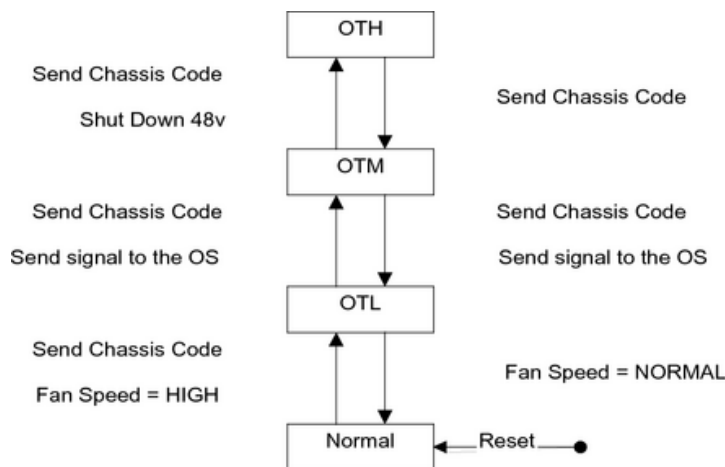 OTH
Send Chassis Code
Shut Down 48v
Send Chassis Code
OTM
Send Chassis Code
Send signal to the OS
Send Chassis Code
Send signal to the OS
OTL
Send Chassis Code
Fan Speed = HIGH
Fan Speed = NORMAL
Normal
Reset